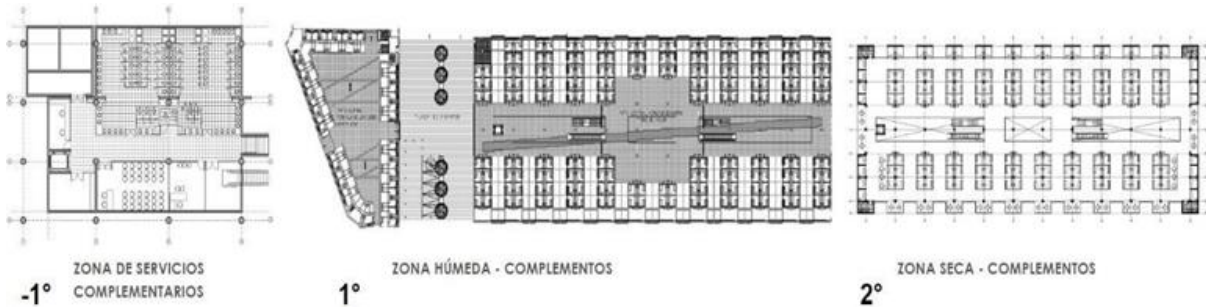 ZONA DE SERVICIOS
COMPLEMENTARIOS
-1°
ZONA HÚMEDA - COMPLEMENTOS
1°
ZONA SECA - COMPLEMENTOS
2°